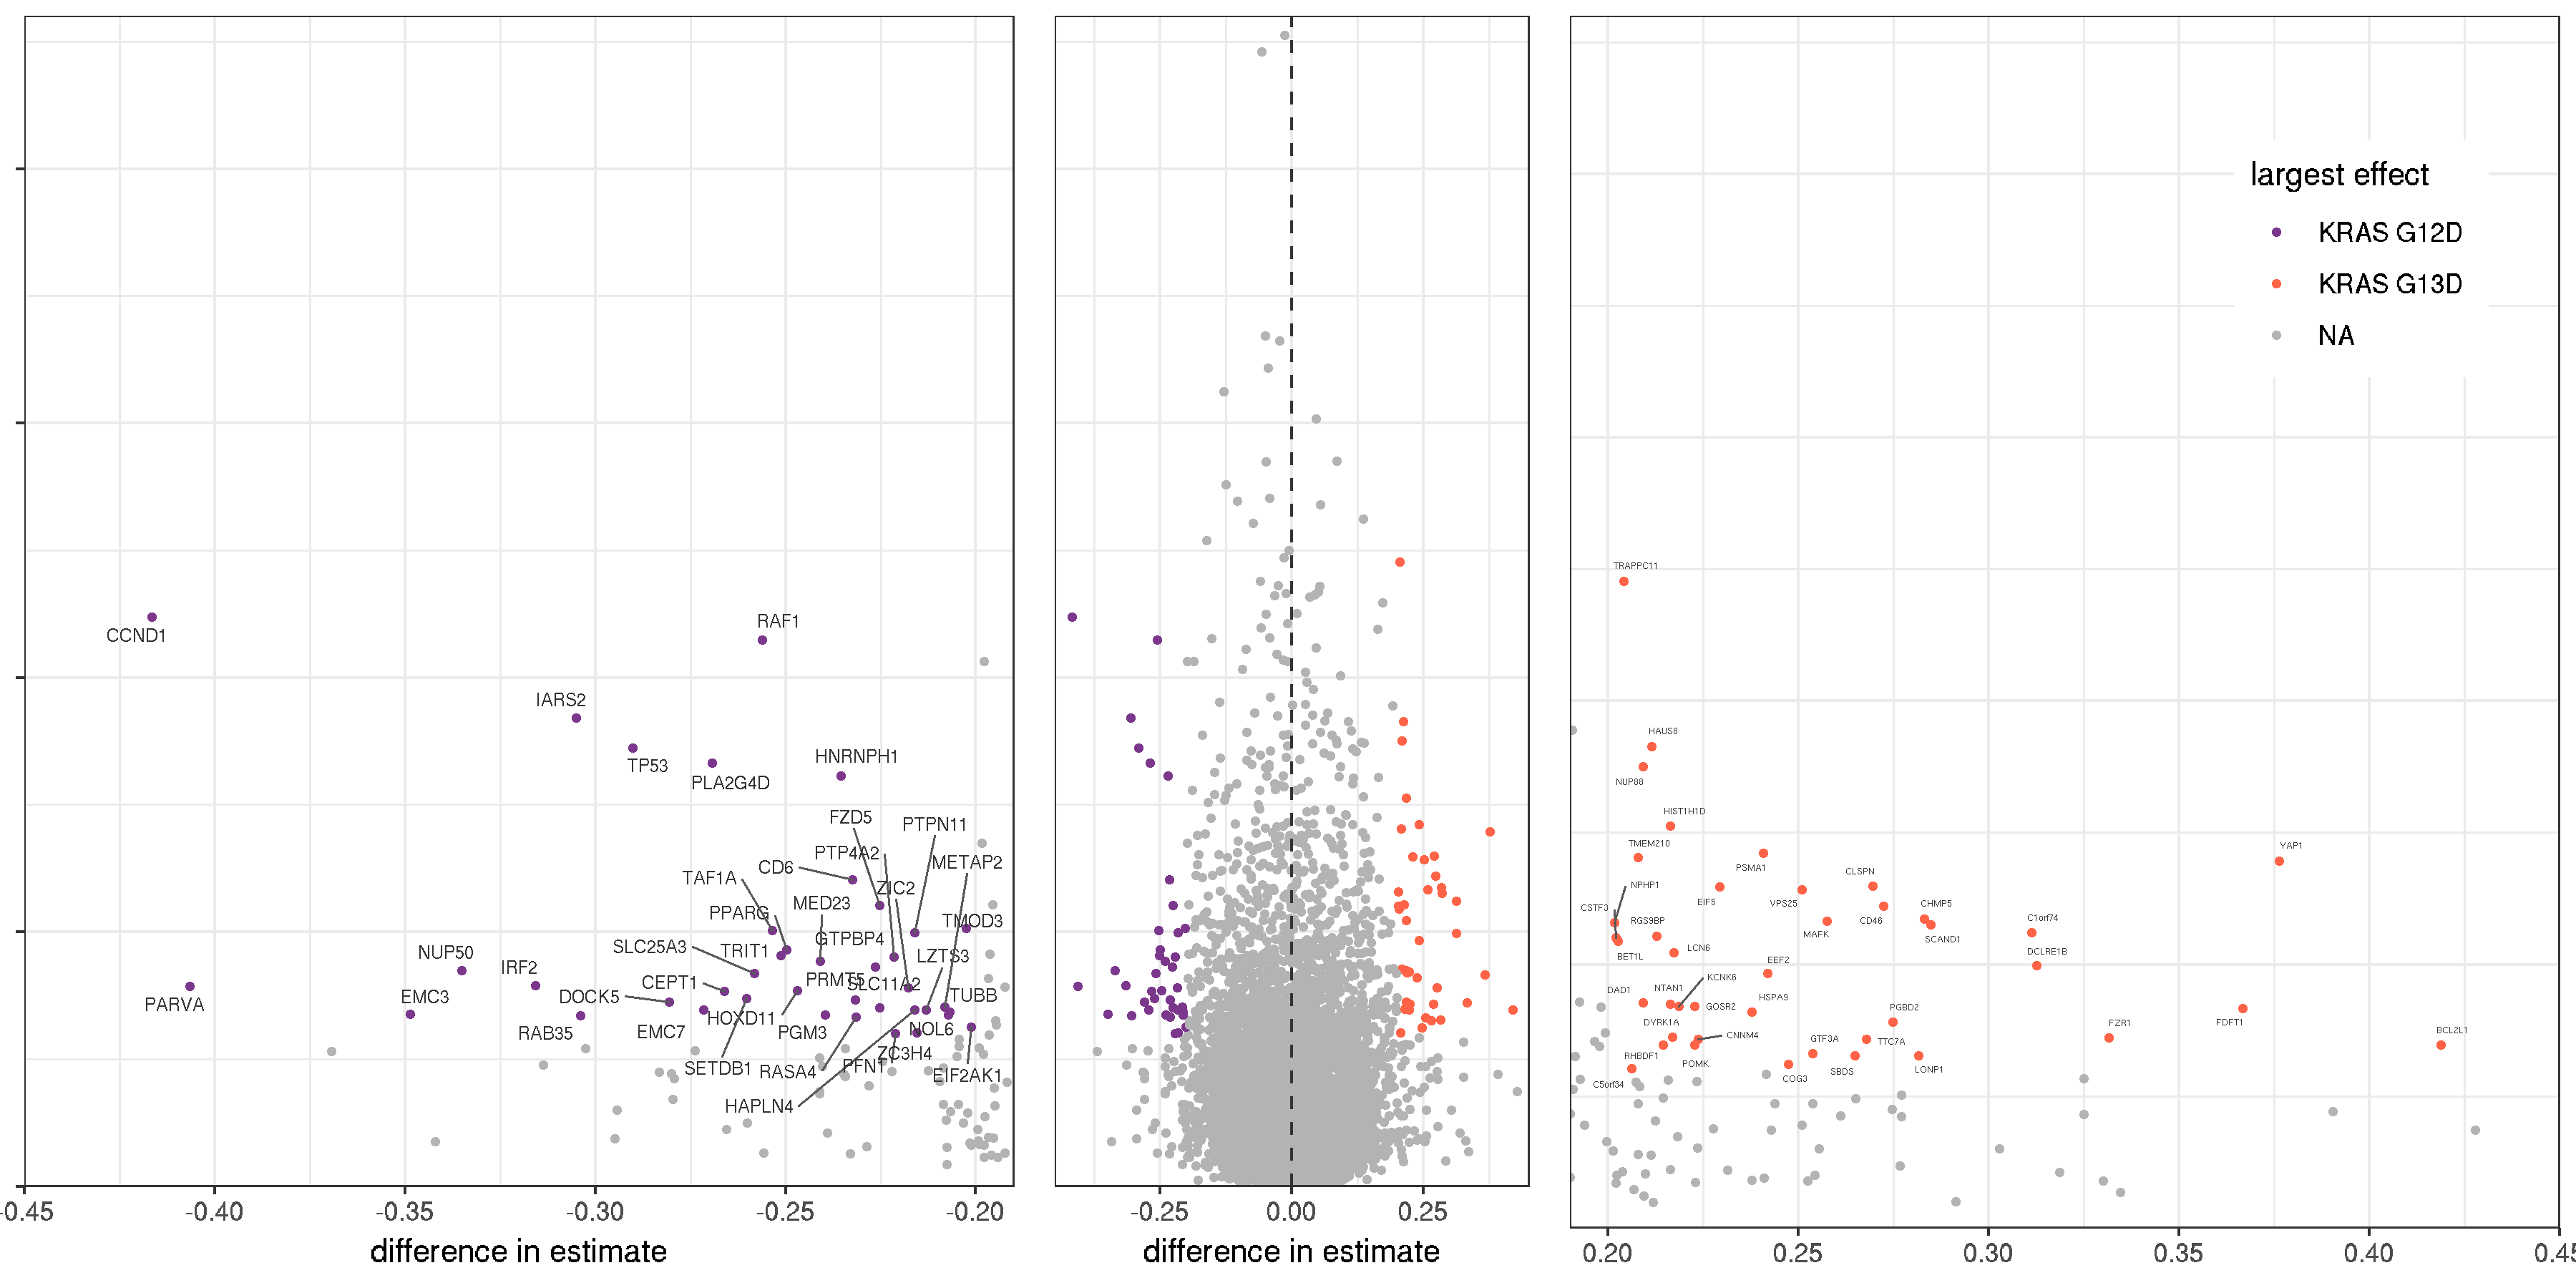 largest effect
KRAS G12D
KRAS G13D
NA
CCND1
RAF1
IARS2
TP53
PLA2G4D
HNRNPH1
FZD5
PTPN11
PTP4A2
METAP2
CD6
TAF1A
ZIC2
MED23
PPARG
TMOD3
GTPBP4
SLC25A3
TRIT1
LZTS3
NUP50
IRF2
CEPT1
PRMT5
SLC11A2
PARVA
EMC3
DOCK5
TUBB
HOXD11
RAB35
EMC7
PGM3
NOL6
ZC3H4
SETDB1
RASA4
PFN1
EIF2AK1
HAPLN4
-0.45
-0.40
-0.35
-0.30
-0.25
-0.20
difference in estimate
-0.25
0.00
0.25
difference in estimate
TRAPPC11
HAUS8
NUP88
HIST1H1D
TMEM210
PSMA1
YAP1
CLSPN
NPHP1
EIF5
VPS25
CSTF3
RGS9BP
MAFK
CD46
CHMP5
C1orf74
SCAND1
BET1L
LCN6
DCLRE1B
EEF2
KCNK6
DAD1
NTAN1
GOSR2
HSPA9
PGBD2
DYRK1A
FZR1
FDFT1
BCL2L1
CNNM4
GTF3A
TTC7A
RHBDF1
POMK
SBDS
LONP1
COG3
C5orf34
0.20
0.25
0.30
0.35
0.40
0.45